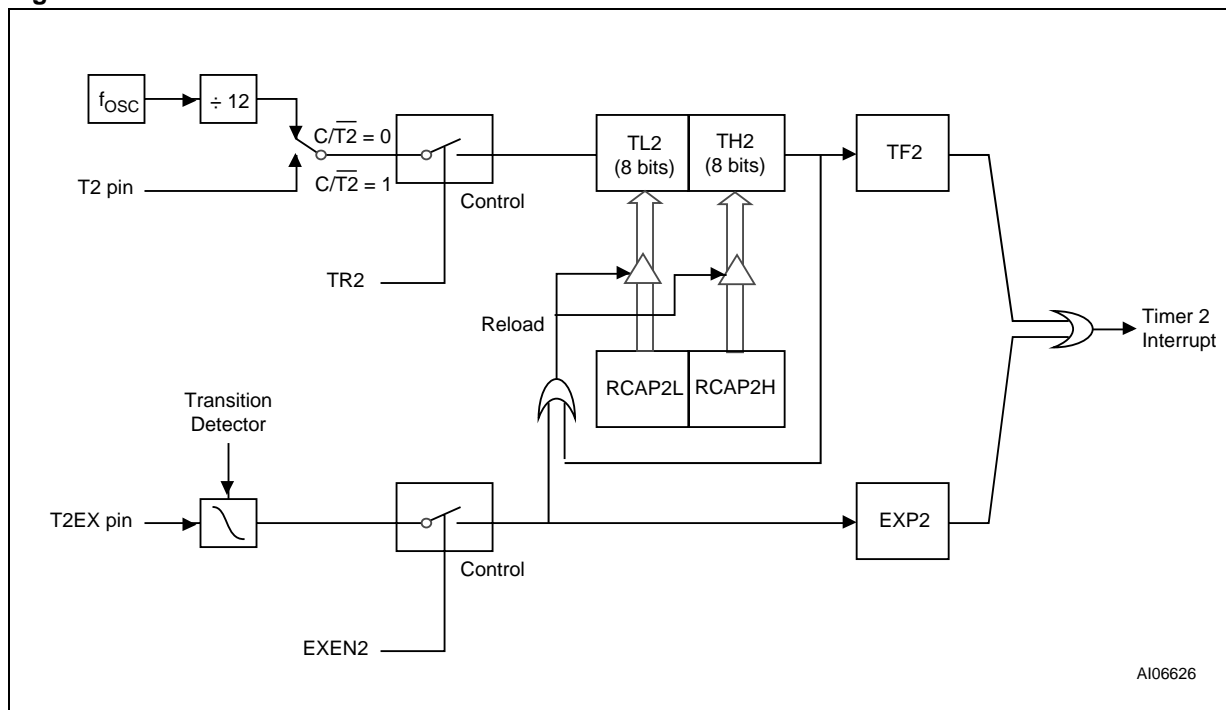 fOSC
÷ 12
C/T2 = 0
C/T2 = 1
T2 pin
Control
TR2
TL2
(8 bits)
TH2
(8 bits)
TF2
Reload
RCAP2L
RCAP2H
Timer 2
Interrupt
Transition
Detector
T2EX pin
Control
EXEN2
EXP2
AI06626